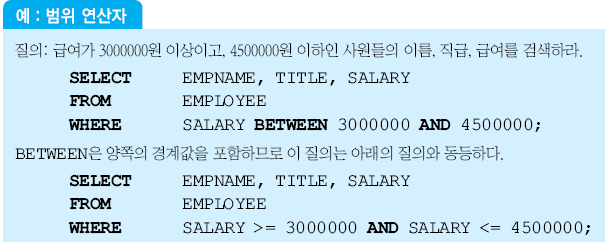 예 : 범위 연산자
질의: 급여가 3000000원 이상이고, 4500000원 이하인 사원들의 이름, 직급, 급여를 검색하라.
SELECT EMPNAME, TITLE, SALARY
FROM EMPLOYEE
WHERE SALARY BETWEEN 3000000 AND 4500000;
BETWEEN은 양쪽의 경계값을 포함하므로 이 질의는 아래의 질의와 동등하다.
SELECT EMPNAME, TITLE, SALARY
FROM EMPLOYEE
WHERE SALARY >= 3000000 AND SALARY <= 4500000;